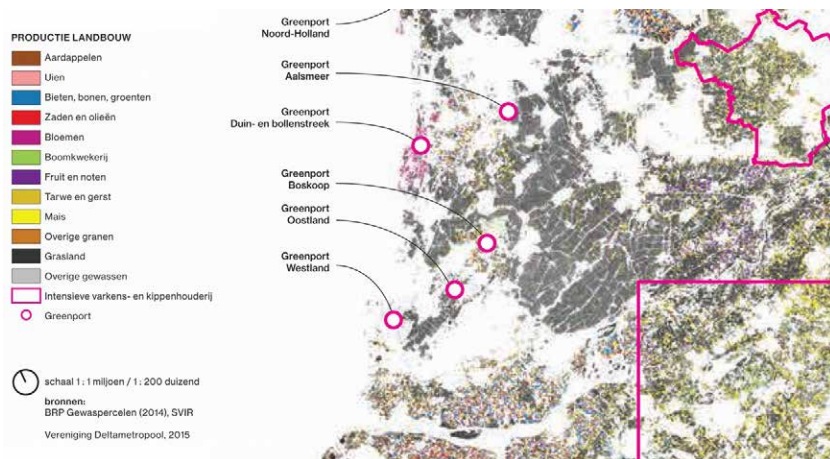 PRODUCTIE LANDBOUW
Aardappelen
Uien
Bieten, bonen, groenten
Zaden en olieën
Bloemen
Boomkwekerij
Fruit en noten
Tarwe en gerst
Mais
Overige granen
Grasland
Overige gewassen
Intensieve varkens- en kippenhouderij
Greenport
schaal 1 : 1 miljoen / 1 : 200 duizend
bronnen:
BRP Gewaspercelen (2014), SVIR
Vereniging Deltametropool, 2015
Greenport
Noord-Holland
Greenport
Aalsmeer
Greenport
Duin- en bollenstreek
Greenport
Boskoop
Greenport
Oostland
Greenport
Westland